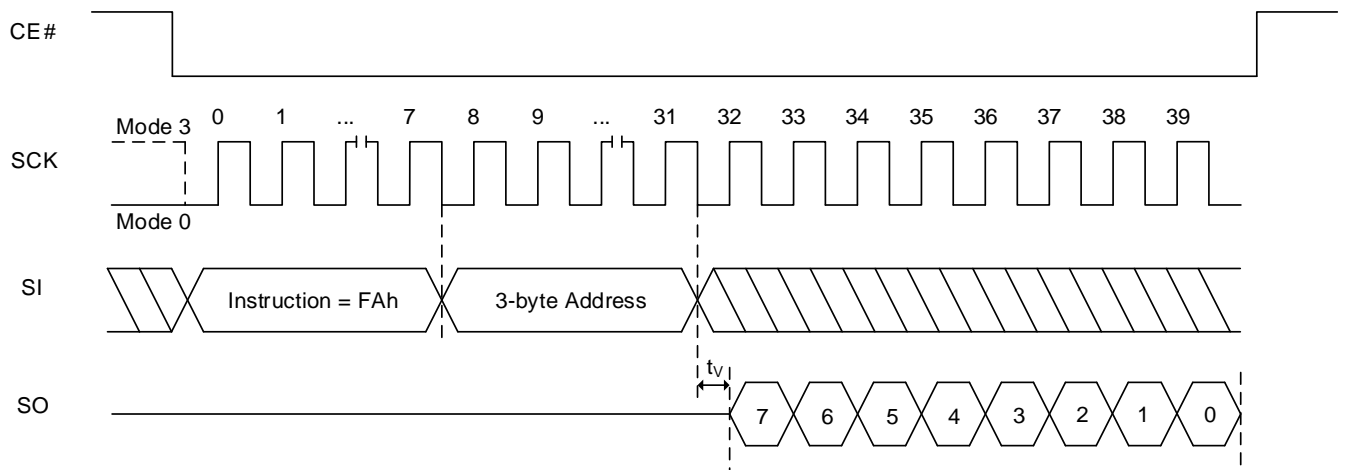 CE#
Mode 3 0 1 ... 7 8 9 ... 31 32 33 34 35 36 37 38 39
SCK
Mode 0
SI Instruction = FAh 3-byte Address
tV
SO 7 6 5 4 3 2 1 0